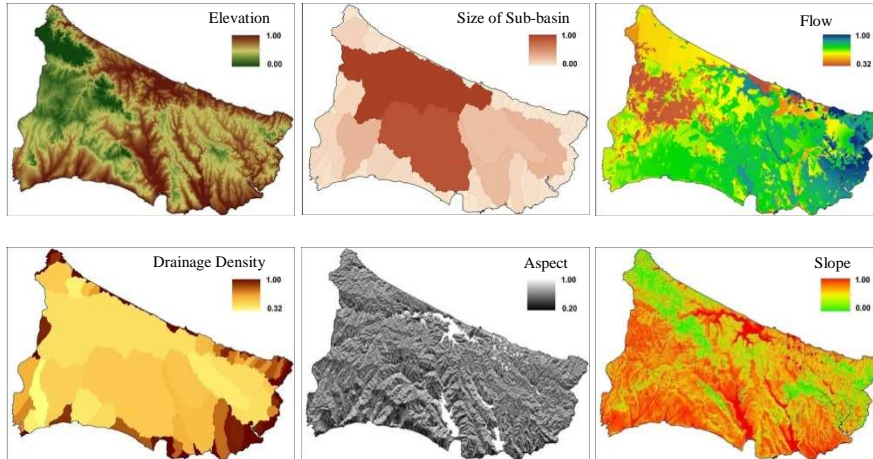 Elevation
1.00
0.00
Size of Sub-basin
1.00
0.00
Flow
1.00
0.32
Drainage Density
1.00
0.32
Aspect
1.00
0.20
Slope
1.00
0.00